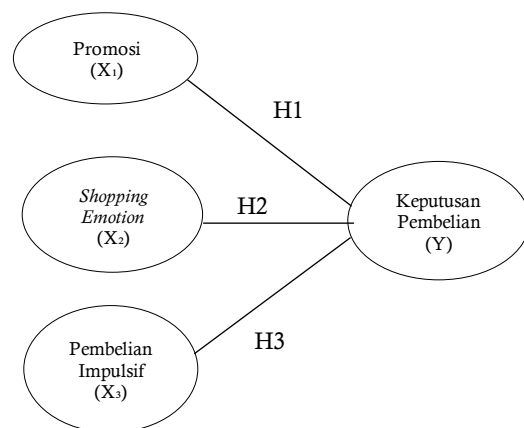 Promosi
(X₁)
H1
Shopping
Emotion
(X₂)
H2
Keputusan
Pembelian
(Y)
H3
Pembelian
Impulsif
(X₃)